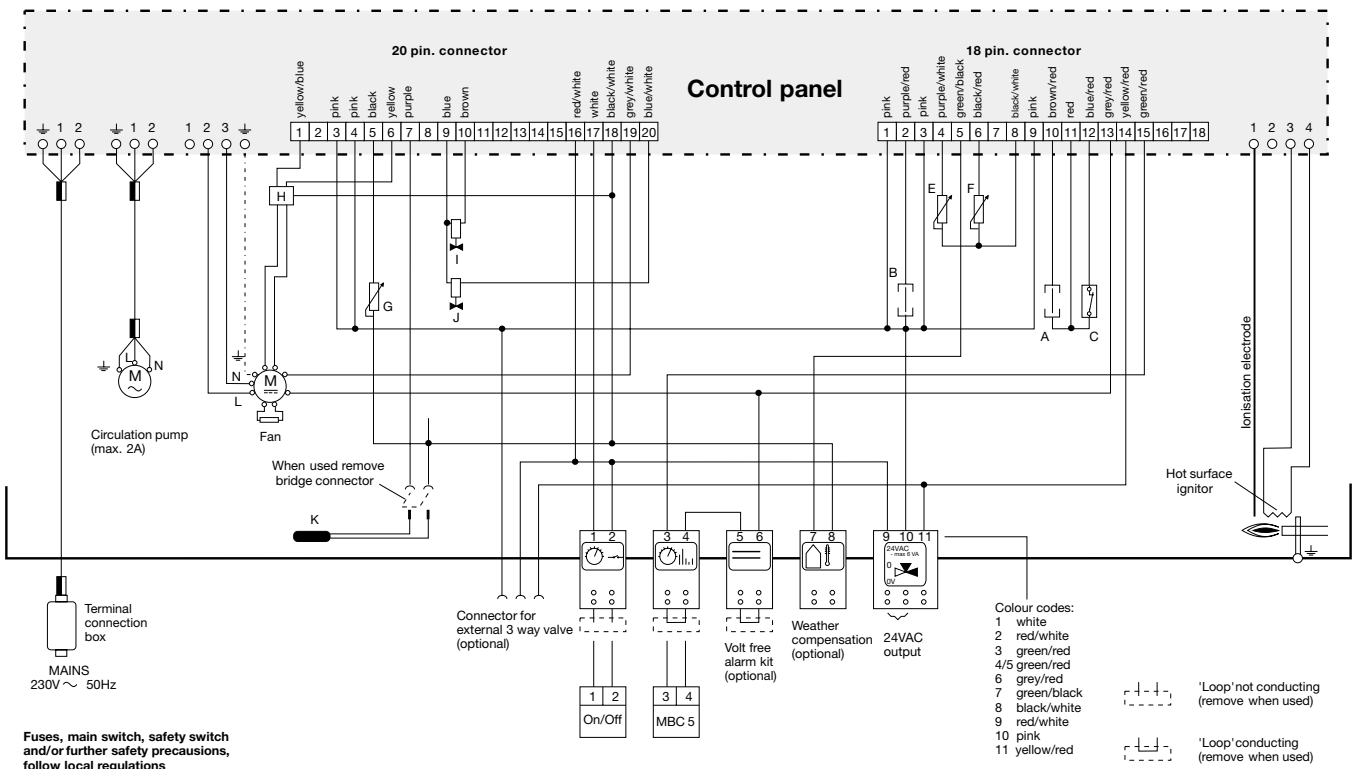 20 pin. connector
18 pin. connector
Control panel
yellow/blue
pink
pink
black
yellow
purple
blue
brown
red/white
white
black/white
grey/white
blue/white
pink
purple/red
pink
purple/white
green/black
black/red
black/white
pink
brown/red
red
blue/red
grey/red
yellow/red
green/red
1 2
1 2
1 2 3
1 2 3 4 5 6 7 8 9 10 11 12 13 14 15 16 17 18 19 20
1 2 3 4 5 6 7 8 9 10 11 12 13 14 15 16 17 18
1 2 3 4
H
E
F
I
B
G
J
A
C
L
N
M
N
L
M
Fan
Circulation pump
(max. 2A)
Ionisation electrode
When used remove
bridge connector
Hot surface
ignitor
K
1 2
3 4
5 6
7 8
9 10 11
24VAC
- max 6 VA
0
0V
Terminal
connection
box
MAINS
230V ~ 50Hz
Connector for
external 3 way valve
(optional)
Volt free
alarm kit
(optional)
Weather
compensation
(optional)
24VAC
output
1 2
On/Off
3 4
MBC 5
Colour codes:
1 white
2 red/white
3 green/red
4/5 green/red
6 grey/red
7 green/black
8 black/white
9 red/white
10 pink
11 yellow/red
'Loop' not conducting
(remove when used)
'Loop' conducting
(remove when used)
Fuses, main switch, safety switch
and/or further safety precausions,
follow local regulations